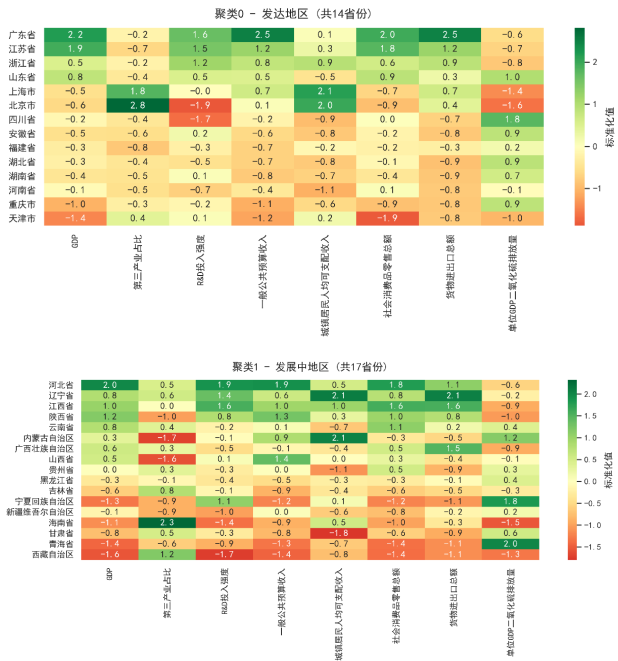 聚类0 - 发达地区 (共14省份)
广东省 2.2 -0.2 1.6 2.5 0.1 2.0 2.5 -0.6
江苏省 1.9 -0.7 1.5 1.2 0.3 1.8 1.2 -0.7
浙江省 0.5 -0.2 1.2 0.8 0.9 0.6 0.9 -0.8
山东省 0.8 -0.4 0.5 0.5 -0.5 0.9 0.3 1.0
上海市 -0.5 1.8 -0.0 0.7 2.1 -0.7 0.7 -1.4
北京市 -0.6 2.8 -1.9 0.1 2.0 -0.9 0.4 -1.6
四川省 -0.2 -0.4 -1.7 -0.2 -0.9 0.0 -0.7 1.8
安徽省 -0.5 -0.6 0.2 -0.6 -0.8 -0.2 -0.8 0.9
福建省 -0.3 -0.8 -0.3 -0.7 -0.2 -0.2 -0.3 0.2
湖北省 -0.3 -0.4 -0.5 -0.7 -0.8 -0.1 -0.9 0.9
湖南省 -0.4 -0.5 0.1 -0.8 -0.7 -0.4 -0.9 0.7
河南省 -0.1 -0.5 -0.7 -0.4 -1.1 0.1 -0.8 -0.1
重庆市 -1.0 -0.3 -0.2 -1.1 -0.6 -0.9 -0.8 0.9
天津市 -1.4 0.4 0.1 -1.2 0.2 -1.9 -0.8 -1.0
GDP
第三产业占比
R&D投入强度
一般公共预算收入
城镇居民人均可支配收入
社会消费品零售总额
货物进出口总额
单位GDP二氧化硫排放量
2
1
0
-1
标准化值
聚类1 - 发展中地区 (共17省份)
河北省 2.0 0.5 1.9 1.9 0.5 1.8 1.1 -0.6
辽宁省 0.8 0.6 1.4 0.6 2.1 0.8 2.1 -0.2
江西省 1.0 0.0 1.6 1.0 1.0 1.6 1.6 -0.9
陕西省 1.2 -1.0 0.8 1.3 0.3 1.0 0.8 -1.0
云南省 0.8 0.4 -0.2 0.1 -0.7 1.1 0.2 0.4
内蒙古自治区 0.3 -1.7 -0.1 0.9 2.1 -0.3 -0.5 1.2
广西壮族自治区 0.6 0.3 -0.5 -0.1 -0.4 0.5 1.5 -0.9
山西省 0.5 -1.6 0.1 1.4 0.0 0.3 -0.4 -0.1
贵州省 0.0 0.3 -0.3 0.0 -1.1 0.5 -0.9 0.3
黑龙江省 -0.3 -0.1 -0.4 -0.5 -0.3 -0.3 -0.1 0.4
吉林省 -0.6 0.8 -0.1 -0.9 -0.4 -0.6 -0.5 -0.3
宁夏回族自治区 -1.3 -0.9 1.1 -1.2 0.1 -1.2 -1.1 1.8
新疆维吾尔自治区 -0.1 -0.9 -1.0 0.0 -0.6 -0.8 -0.2 0.2
海南省 -1.1 2.3 -1.4 -0.9 0.5 -1.0 -0.3 -1.5
甘肃省 -0.8 0.5 -0.3 -0.8 -1.8 -0.6 -0.9 0.6
青海省 -1.4 -0.6 -0.9 -1.3 -0.7 -1.4 -1.1 2.0
西藏自治区 -1.6 1.2 -1.7 -1.4 -0.8 -1.4 -1.1 -1.3
GDP
第三产业占比
R&D投入强度
一般公共预算收入
城镇居民人均可支配收入
社会消费品零售总额
货物进出口总额
单位GDP二氧化硫排放量
2.0
1.5
1.0
0.5
0.0
-0.5
-1.0
-1.5
标准化值